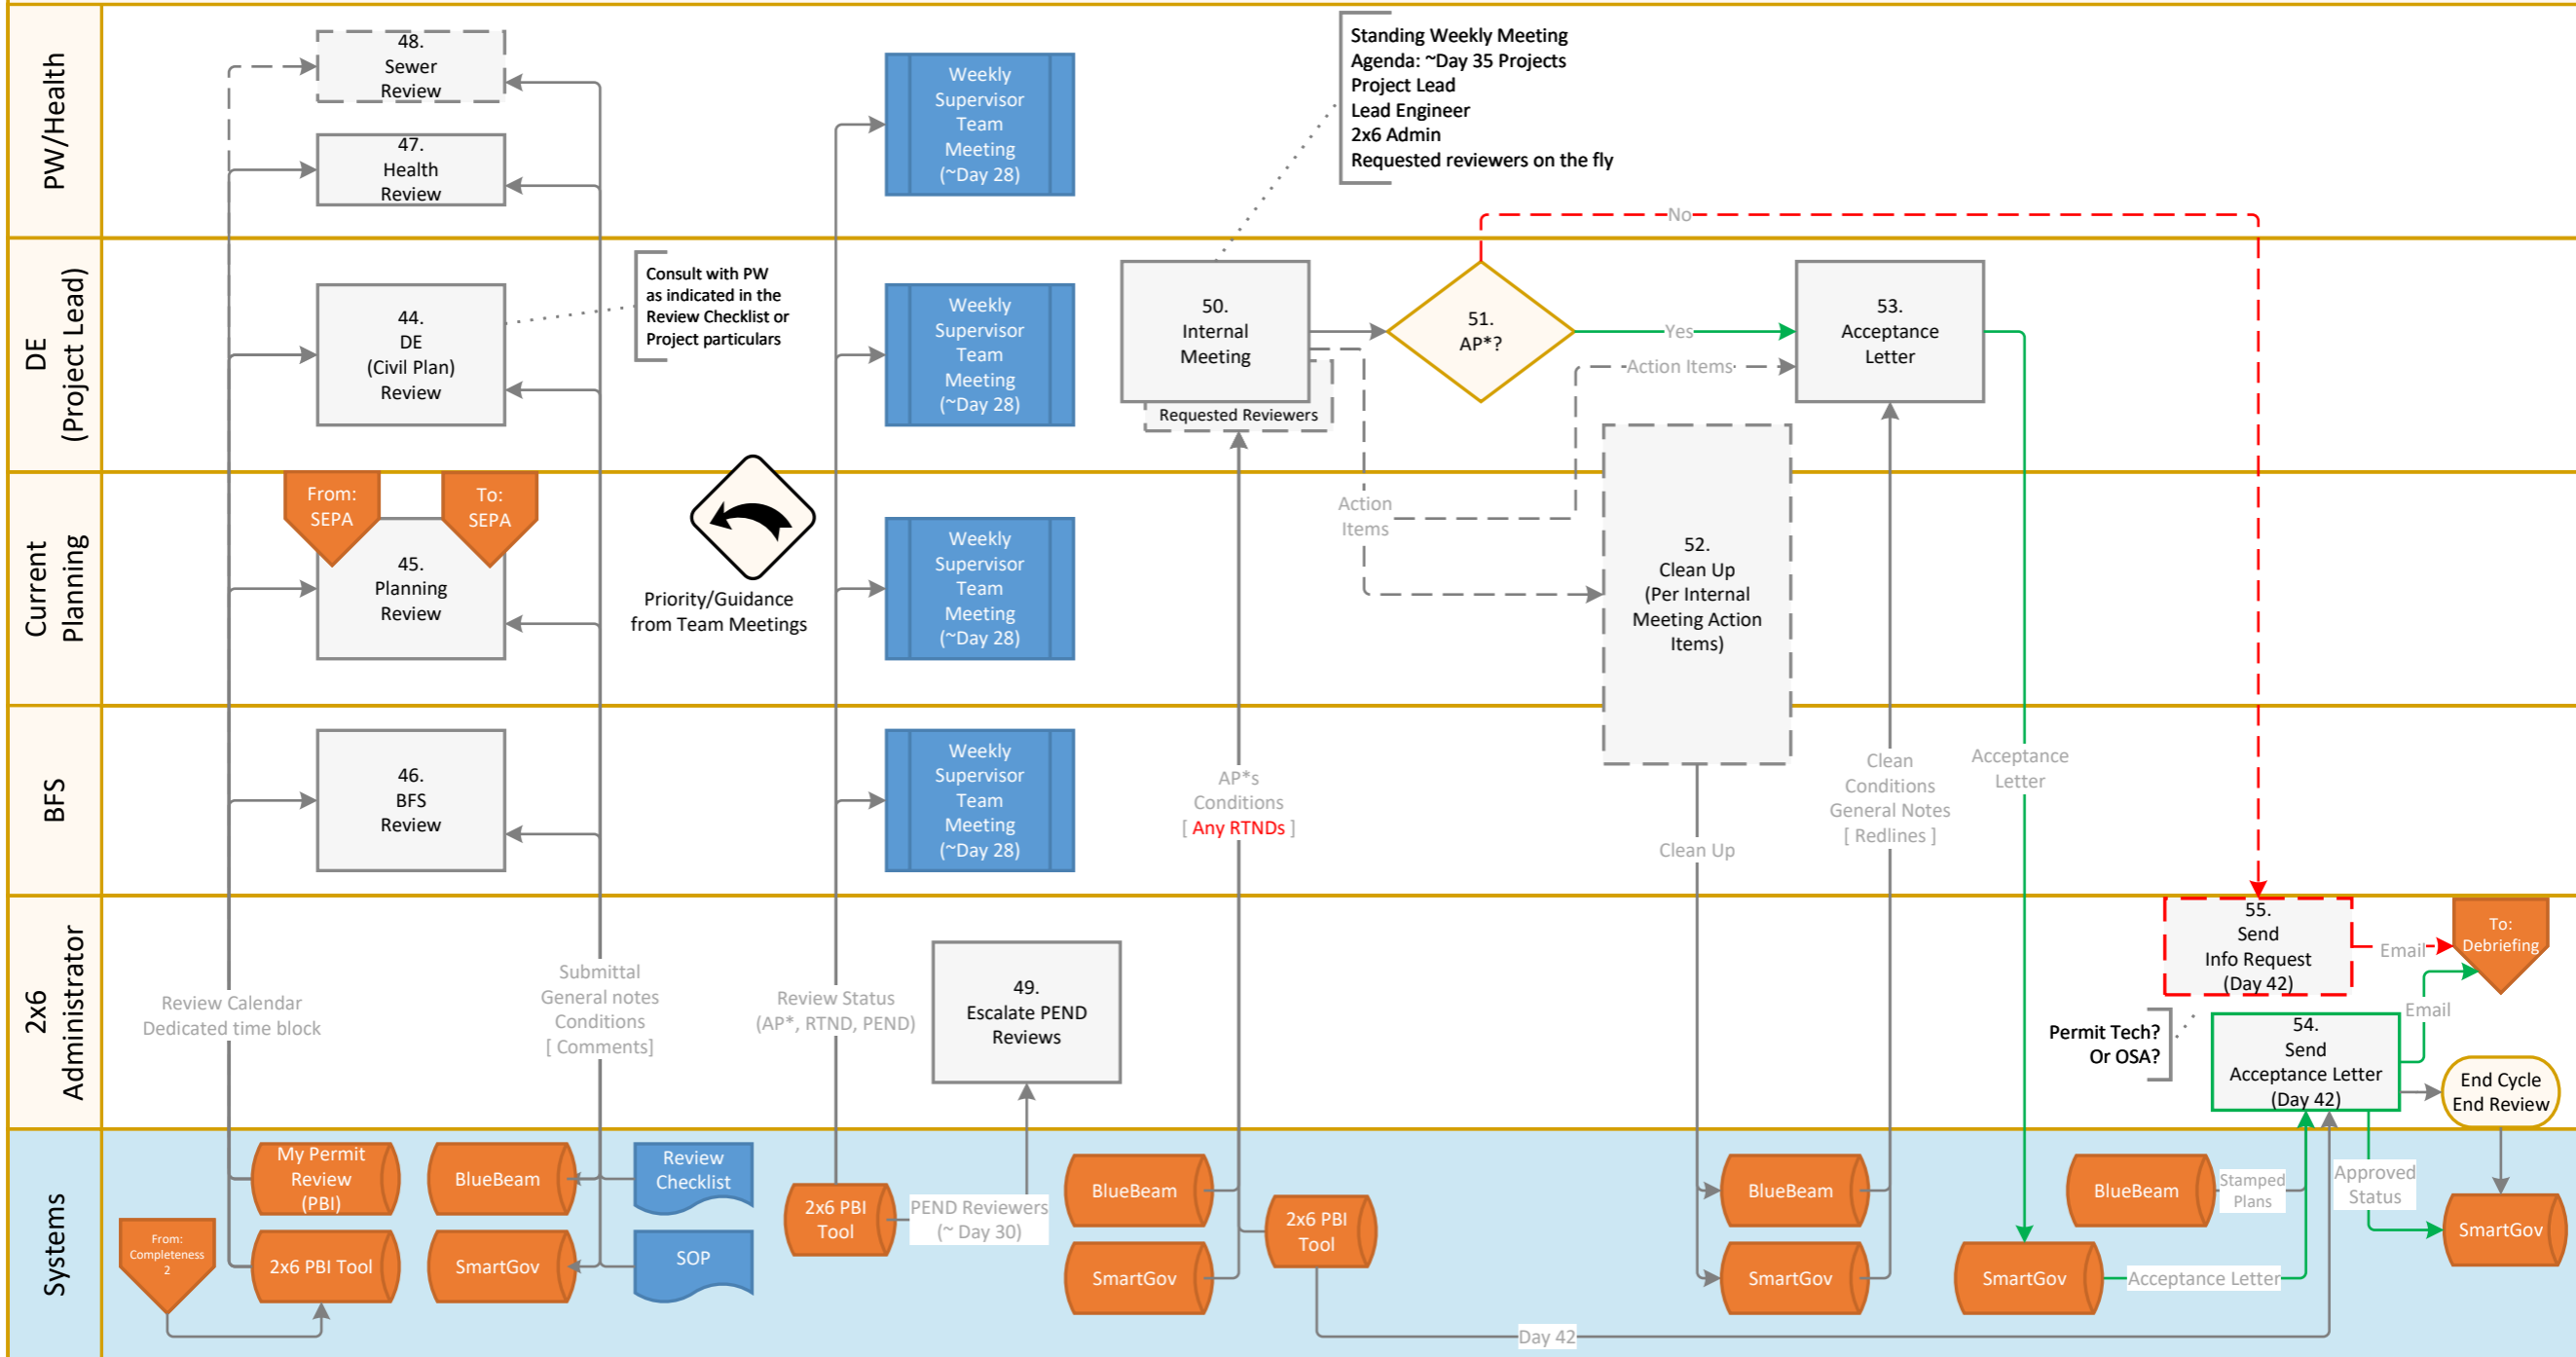 PW/Health
48.
Sewer
Review
47.
Health
Review
Weekly
Supervisor
Team
Meeting
(~Day 28)
Standing Weekly Meeting
Agenda: ~Day 35 Projects
Project Lead
Lead Engineer
2x6 Admin
Requested reviewers on the fly
No
DE
(Project Lead)
44.
DE
(Civil Plan)
Review
Consult with PW
as indicated in the
Review Checklist or
Project particulars
Weekly
Supervisor
Team
Meeting
(~Day 28)
50.
Internal
Meeting
Requested Reviewers
51.
AP*?
Yes
Action Items
53.
Acceptance
Letter
Current
Planning
From:
SEPA
To:
SEPA
45.
Planning
Review
Priority/Guidance
from Team Meetings
Weekly
Supervisor
Team
Meeting
(~Day 28)
Action
Items
52.
Clean Up
(Per Internal
Meeting Action
Items)
BFS
46.
BFS
Review
Weekly
Supervisor
Team
Meeting
(~Day 28)
AP*s
Conditions
[ Any RTNDs ]
Clean Up
Clean
Conditions
General Notes
[ Redlines ]
Acceptance
Letter
2x6
Administrator
Review Calendar
Dedicated time block
Submittal
General notes
Conditions
[ Comments]
Review Status
(AP*, RTND, PEND)
49.
Escalate PEND
Reviews
55.
Send
Info Request
(Day 42)
Email
To:
Debriefing
Permit Tech?
Or OSA?
54.
Send
Acceptance Letter
(Day 42)
Email
End Cycle
End Review
Systems
From:
Completeness
2
My Permit
Review
(PBI)
2x6 PBI Tool
BlueBeam
SmartGov
Review
Checklist
SOP
2x6 PBI
Tool
PEND Reviewers
(~ Day 30)
BlueBeam
SmartGov
2x6 PBI
Tool
Day 42
BlueBeam
SmartGov
SmartGov
Acceptance Letter
BlueBeam
Stamped
Plans
Approved
Status
SmartGov